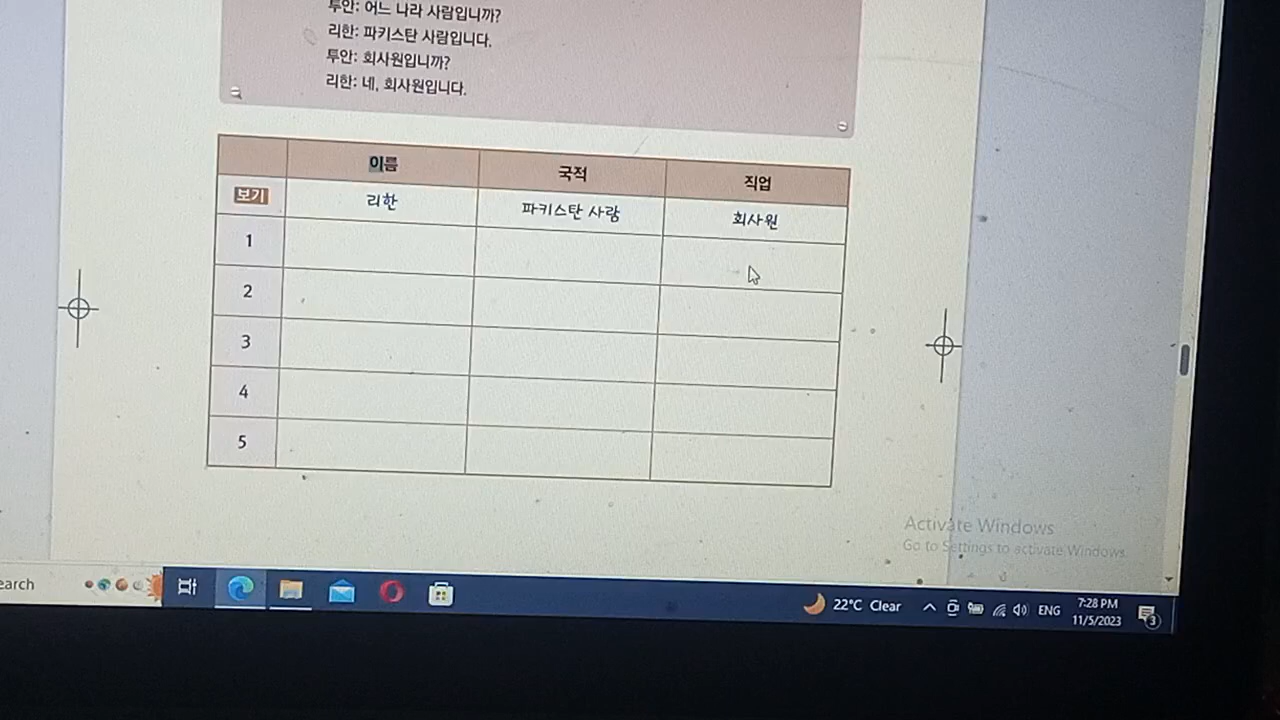 투안: 어느 나라 사람입니까?
리한: 파키스탄 사람입니다.
투안: 회사원입니까?
리한: 네, 회사원입니다.
이름 국적 직업
보기 리한 파키스탄 사람 회사원
1
2
3
4
5
Activate Windows
Go to Settings to activate Windows.
earch
22°C Clear
ENG
7:28 PM
11/5/2023
3